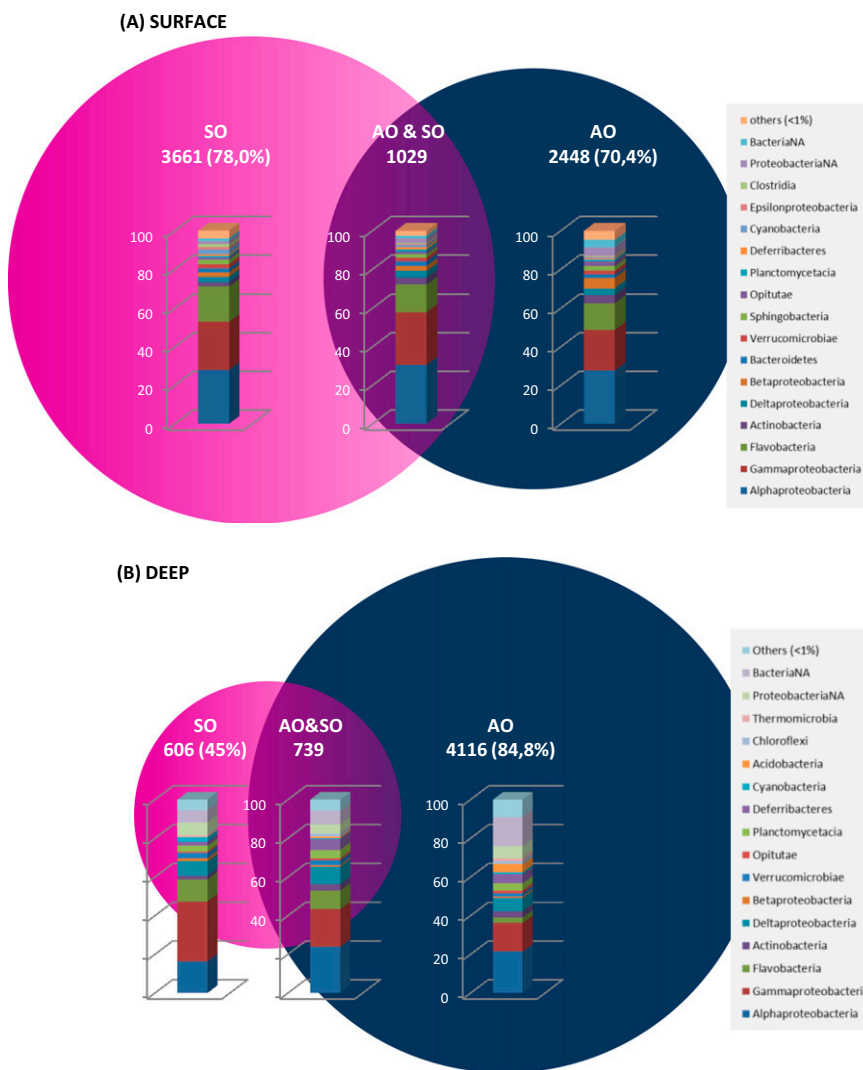 (A) SURFACE
SO
3661 (78,0%)
AO & SO
1029
AO
2448 (70,4%)
100
80
60
40
20
0
100
80
60
40
20
0
100
80
60
40
20
0
others (<1%)
BacteriaNA
ProteobacteriaNA
Clostridia
Epsilonproteobacteria
Cyanobacteria
Deferribacteres
Planctomycetacia
Opitutae
Sphingobacteria
Verrucomicrobiae
Bacteroidetes
Betaproteobacteria
Deltaproteobacteria
Actinobacteria
Flavobacteria
Gammaproteobacteria
Alphaproteobacteria
(B) DEEP
SO
606 (45%)
AO&SO
739
AO
4116 (84,8%)
100
80
60
40
100
80
60
40
20
0
Others (<1%)
BacteriaNA
ProteobacteriaNA
Thermomicrobia
Chloroflexi
Acidobacteria
Cyanobacteria
Deferribacteres
Planctomycetacia
Opitutae
Verrucomicrobiae
Betaproteobacteria
Deltaproteobacteria
Actinobacteria
Flavobacteria
Gammaproteobacteri
Alphaproteobacteria